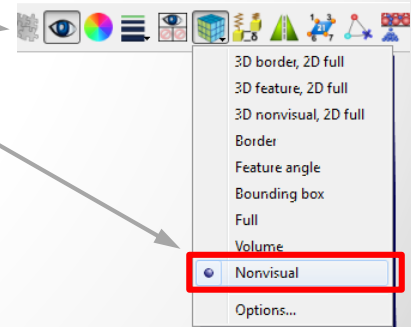 3D border, 2D full
3D feature, 2D full
3D nonvisual, 2D full
Border
Feature angle
Bounding box
Full
Volume
Nonvisual
Options...